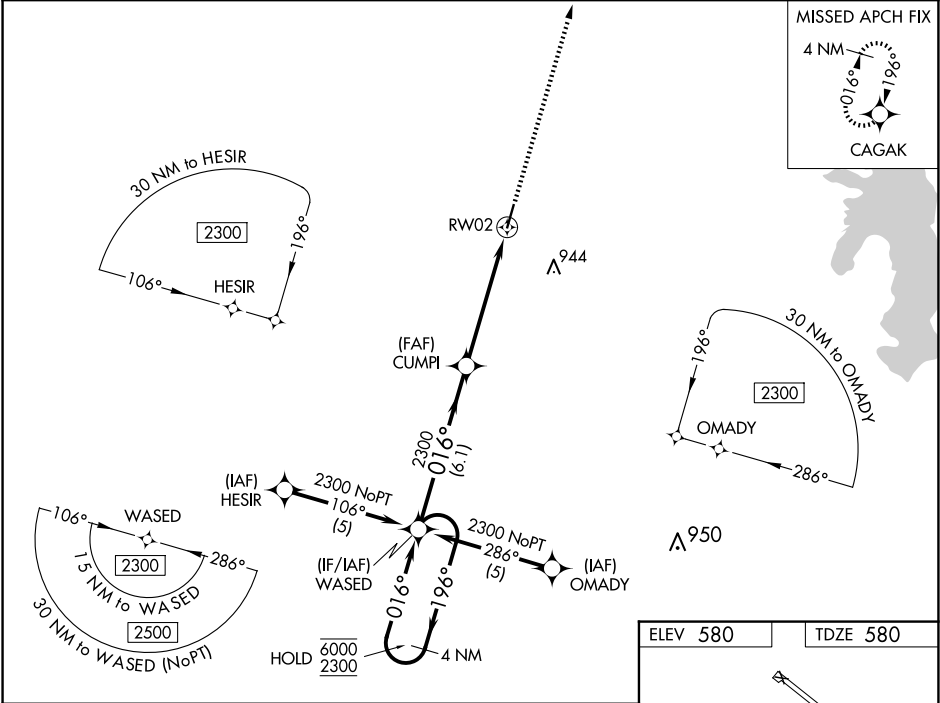 MISSED APCH FIX
4 NM
016°
196°
CAGAK
30 NM to HESIR
2300
196°
106°
HESIR
RW02
944
(FAF)
CUMPI
30 NM to OMADY
196°
2300
OMADY
286°
2300
016°
(6.1)
(IAF)
HESIR
2300 NoPT
106°
(5)
106°
WASED
286°
2300
15 NM to WASED
2500
30 NM to WASED (NoPT)
(IF/IAF)
WASED
2300 NoPT
286°
(5)
(IAF)
OMADY
950
016°
196°
HOLD
6000
2300
4 NM
ELEV 580
TDZE 580